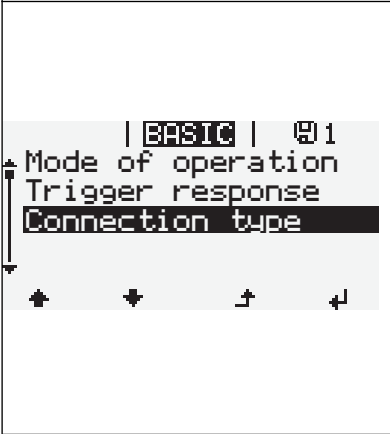 | BASIC | 1
Mode of operation
Trigger response
Connection type